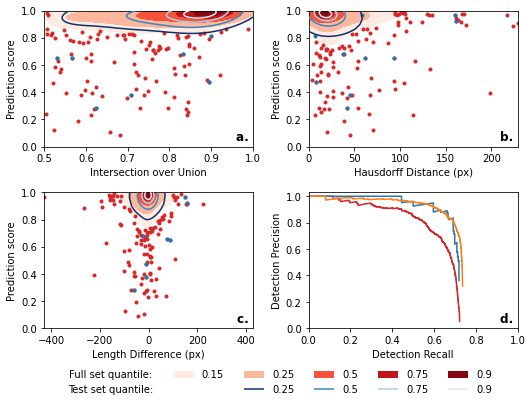 Prediction score
1.0
0.8
0.6
0.4
0.2
0.0
0.5 0.6 0.7 0.8 0.9 1.0
Intersection over Union
a.
Prediction score
1.0
0.8
0.6
0.4
0.2
0.0
0 50 100 150 200
Hausdorff Distance (px)
b.
Prediction score
1.0
0.8
0.6
0.4
0.2
0.0
−400 −200 0 200 400
Length Difference (px)
c.
Detection Precision
1.0
0.8
0.6
0.4
0.2
0.0
0.0 0.2 0.4 0.6 0.8 1.0
Detection Recall
d.
Full set quantile: 0.15 0.25 0.5 0.75 0.9
Test set quantile: 0.25 0.5 0.75 0.9